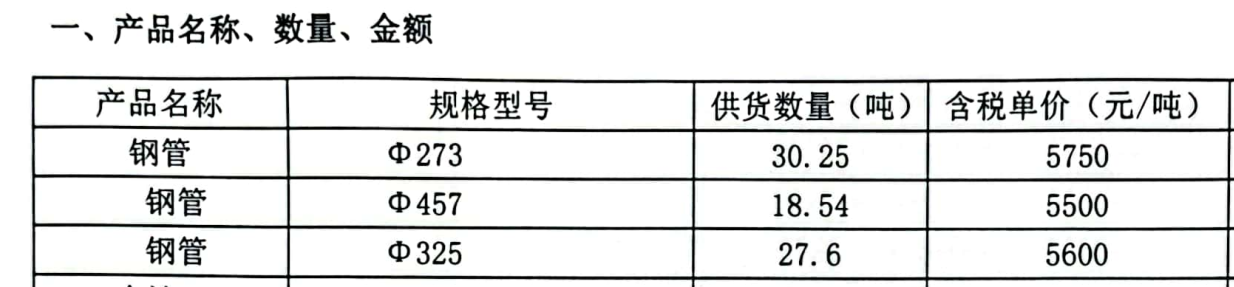 一、产品名称、数量、金额
产品名称 规格型号 供货数量（吨） 含税单价（元/吨）
钢管 Φ273 30.25 5750
钢管 Φ457 18.54 5500
钢管 Φ325 27.6 5600